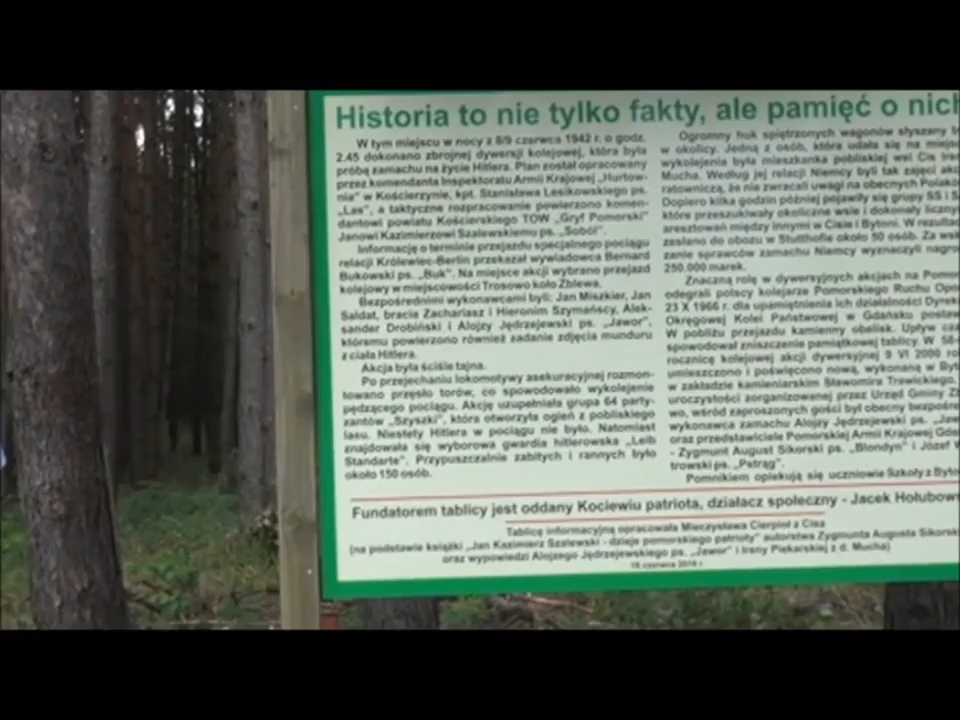 Historia to nie tylko fakty, ale pamięć o nich
W tym miejscu w nocy z 8/9 czerwca 1942 r. o godz.
2.45 dokonano zbrojnej dywersji kolejowej, która była
próbą zamachu na życie Hitlera. Plan został opracowany
przez komendanta Inspektoratu Armii Krajowej „Hurtow-
nia” w Kościerzynie, kpt. Stanisława Lesikowskiego ps.
„Las”, a taktyczne rozpracowanie powierzono komen-
dantowi powiatu Kościerskiego TOW „Gryf Pomorski”
Janowi Kazimierzowi Szalewskiemu ps. „Soból”.
Informację o terminie przejazdu specjalnego pociągu
relacji Królewiec-Berlin przekazał wywiadowca Bernard
Bukowski ps. „Buk”. Na miejsce akcji wybrano przejazd
kolejowy w miejscowości Trosowo koło Zblewa.
Bezpośrednimi wykonawcami byli: Jan Miszkier, Jan
Saldat, bracia Zachariasz i Hieronim Szymańscy, Alek-
sander Drobiński i Alojzy Jędrzejewski ps. „Jawor”,
któremu powierzono również zadanie zdjęcia munduru
z ciała Hitlera.
Akcja była ściśle tajna.
Po przejechaniu lokomotywy asekuracyjnej rozmon-
towano przęsło torów, co spowodowało wykolejenie
pędzącego pociągu. Akcję uzupełniała grupa 64 party-
zantów „Szyszki”, która otworzyła ogień z pobliskiego
lasu. Niestety Hitlera w pociągu nie było. Natomiast
znajdowała się wyborowa gwardia hitlerowska „Leib
Standarte”. Przypuszczalnie zabitych i rannych było
około 150 osób.
Ogromny huk spiętrzonych wagonów słyszany
w okolicy. Jedną z osób, która udała się na miejsce
wykolejenia była mieszkanka pobliskiej wsi Cis
Mucha. Według jej relacji Niemcy byli tak zajęci
ratowniczą, że nie zwracali uwagi na obecnych
Dopiero kilka godzin później pojawiły się grupy SS i
które przeszukiwały okoliczne wsie i dokonały
aresztowań między innymi w Cisie i Bytoni. W
zesłano do obozu w Stutthofie około 50 osób. Za
zanie sprawców zamachu Niemcy wyznaczyli
250.000 marek.
Znaczną rolę w dywersyjnych akcjach na
odegrali polscy kolejarze Pomorskiego Ruchu
23 X 1966 r. dla upamiętnienia ich działalności
Okręgowej Kolei Państwowej w Gdańsku
W pobliżu przejazdu kamienny obelisk. Upływ
spowodował zniszczenie pamiątkowej tablicy. W 58-
rocznicę kolejowej akcji dywersyjnej 9 VI 2000
umieszczono i poświęcono nową, wykonaną w
w zakładzie kamieniarskim Sławomira Trawickiego.
uroczystości zorganizowanej przez Urząd Gminy
wo, wśród zaproszonych gości był obecny
wykonawca zamachu Alojzy Jędrzejewski ps.
oraz przedstawiciele Pomorskiej Armii Krajowej
- Zygmunt August Sikorski ps. „Blondyn” i Józef
trowski ps. „Pstrąg”.
Pomnikiem opiekują się uczniowie Szkoły z
Fundatorem tablicy jest oddany Kociewiu patriota, działacz społeczny - Jacek
Tablicę informacyjną opracowała Mieczysława Cierpioł z Cisa
(na podstawie książki „Jan Kazimierz Szalewski - dzieje pomorskiego patrioty” autorstwa Zygmunta Augusta
oraz wypowiedzi Alojzego Jędrzejewskiego ps. „Jawor” i Ireny Piekarskiej z d. Mucha)